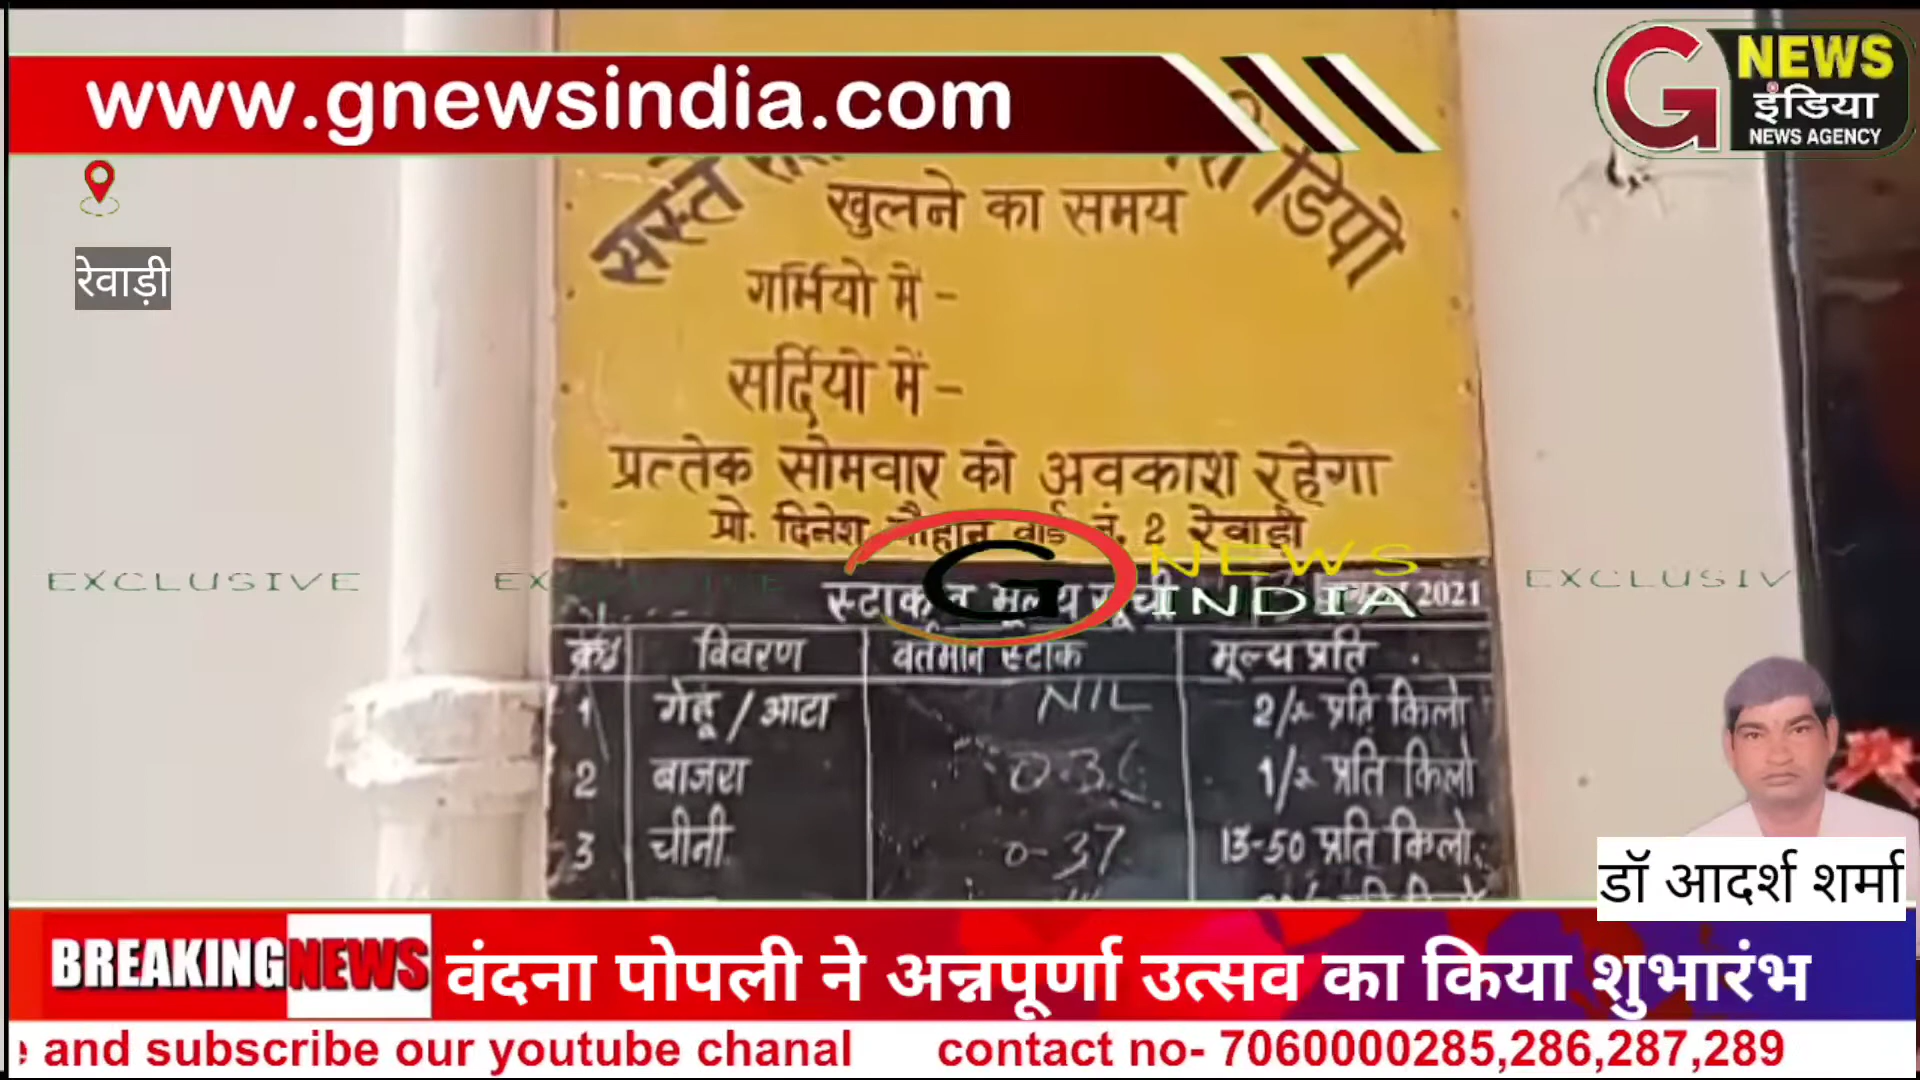 www.gnewsindia.com
G NEWS
इंडिया
NEWS AGENCY
रेवाड़ी
सस्ते
डिपो
खुलने का समय
गर्मियो में -
सर्दियो में -
प्रत्तेक सोमवार को अवकाश रहेगा
प्रो. दिनेश चौहान वार्ड नं. 2 रेवाड़ी
G NEWS
INDIA
EXCLUSIVE
स्टाक व मूल्य सूची 2021
विवरण वर्तमान स्टाक मूल्य प्रति
1 गेहूं / आटा NIL 2/- प्रति किलो
2 बाजरा 1/- प्रति किलो
3 चीनी 0-37 13-50 प्रति किलो
डॉ आदर्श शर्मा
BREAKING NEWS वंदना पोपली ने अन्नपूर्णा उत्सव का किया शुभारंभ
and subscribe our youtube chanal contact no- 7060000285,286,287,289